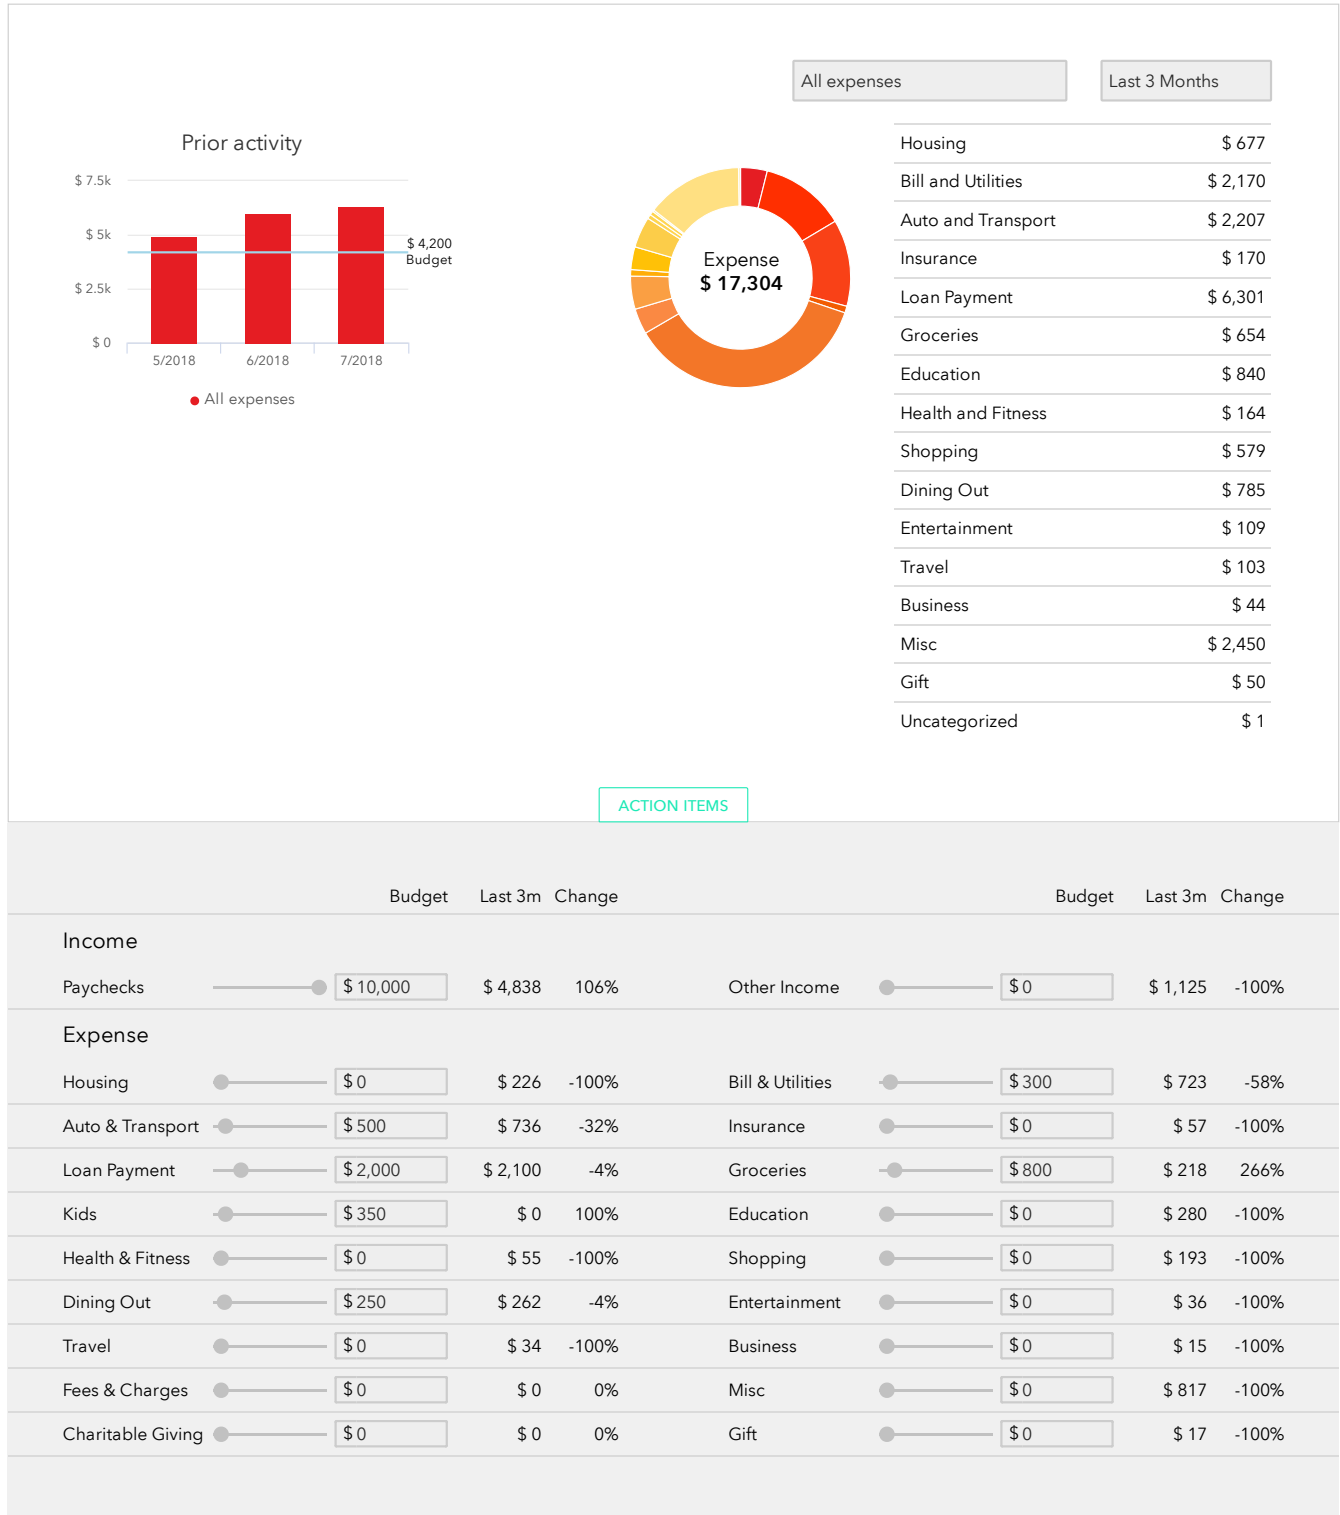 All expenses Last 3 Months
Prior activity
$ 7.5k
$ 5k
$ 2.5k
$ 0
$ 4,200
Budget
5/2018 6/2018 7/2018
All expenses
Expense
$ 17,304
Housing $ 677
Bill and Utilities $ 2,170
Auto and Transport $ 2,207
Insurance $ 170
Loan Payment $ 6,301
Groceries $ 654
Education $ 840
Health and Fitness $ 164
Shopping $ 579
Dining Out $ 785
Entertainment $ 109
Travel $ 103
Business $ 44
Misc $ 2,450
Gift $ 50
Uncategorized $ 1
ACTION ITEMS
Budget Last 3m Change Budget Last 3m Change
Income
Paychecks $ 10,000 $ 4,838 106% Other Income $ 0 $ 1,125 -100%
Expense
Housing $ 0 $ 226 -100% Bill & Utilities $ 300 $ 723 -58%
Auto & Transport $ 500 $ 736 -32% Insurance $ 0 $ 57 -100%
Loan Payment $ 2,000 $ 2,100 -4% Groceries $ 800 $ 218 266%
Kids $ 350 $ 0 100% Education $ 0 $ 280 -100%
Health & Fitness $ 0 $ 55 -100% Shopping $ 0 $ 193 -100%
Dining Out $ 250 $ 262 -4% Entertainment $ 0 $ 36 -100%
Travel $ 0 $ 34 -100% Business $ 0 $ 15 -100%
Fees & Charges $ 0 $ 0 0% Misc $ 0 $ 817 -100%
Charitable Giving $ 0 $ 0 0% Gift $ 0 $ 17 -100%